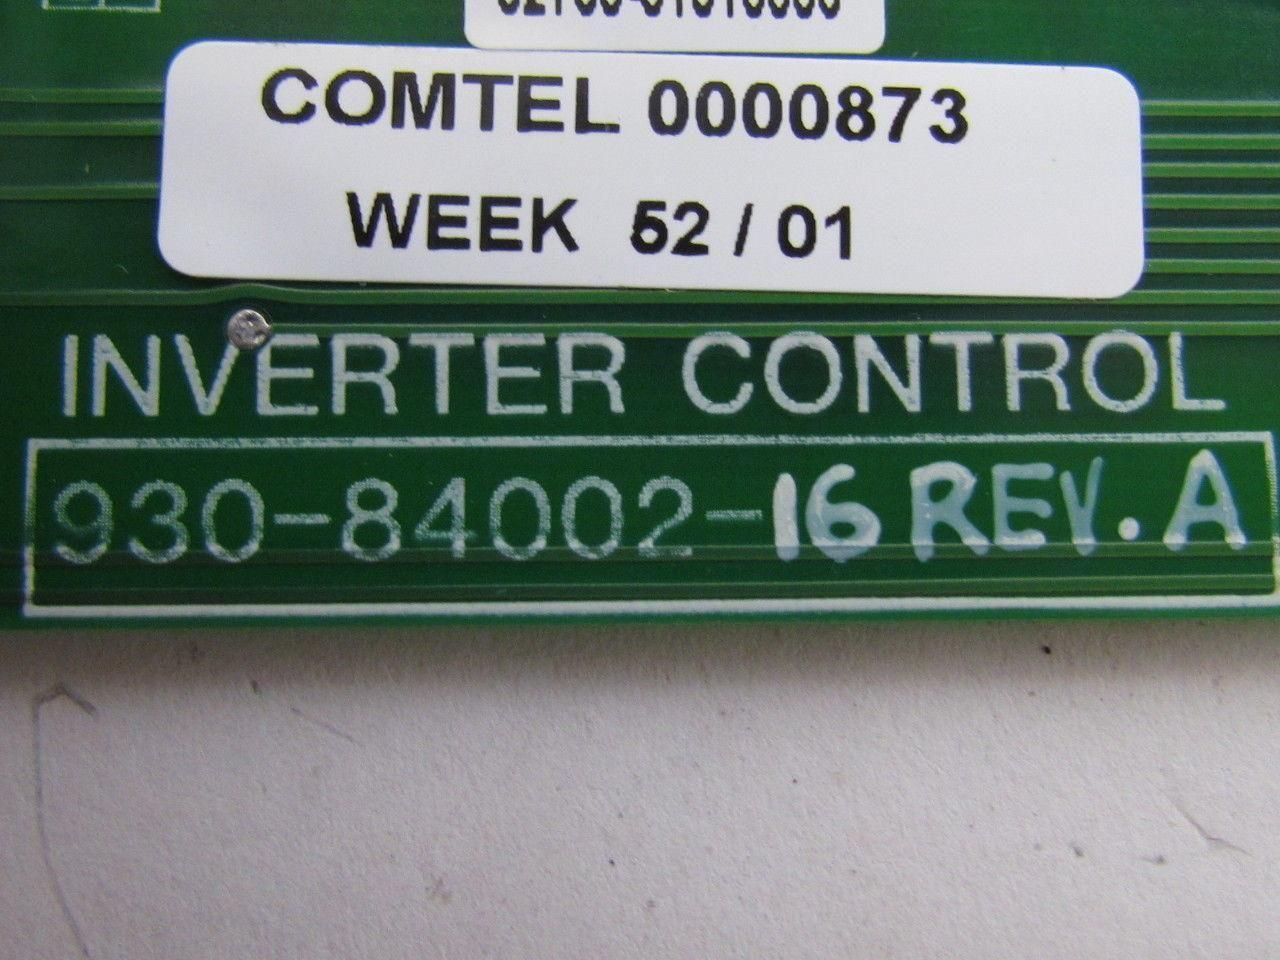 COMTEL 0000873
WEEK 52 / 01
INVERTER CONTROL
930-84002-16 REV. A